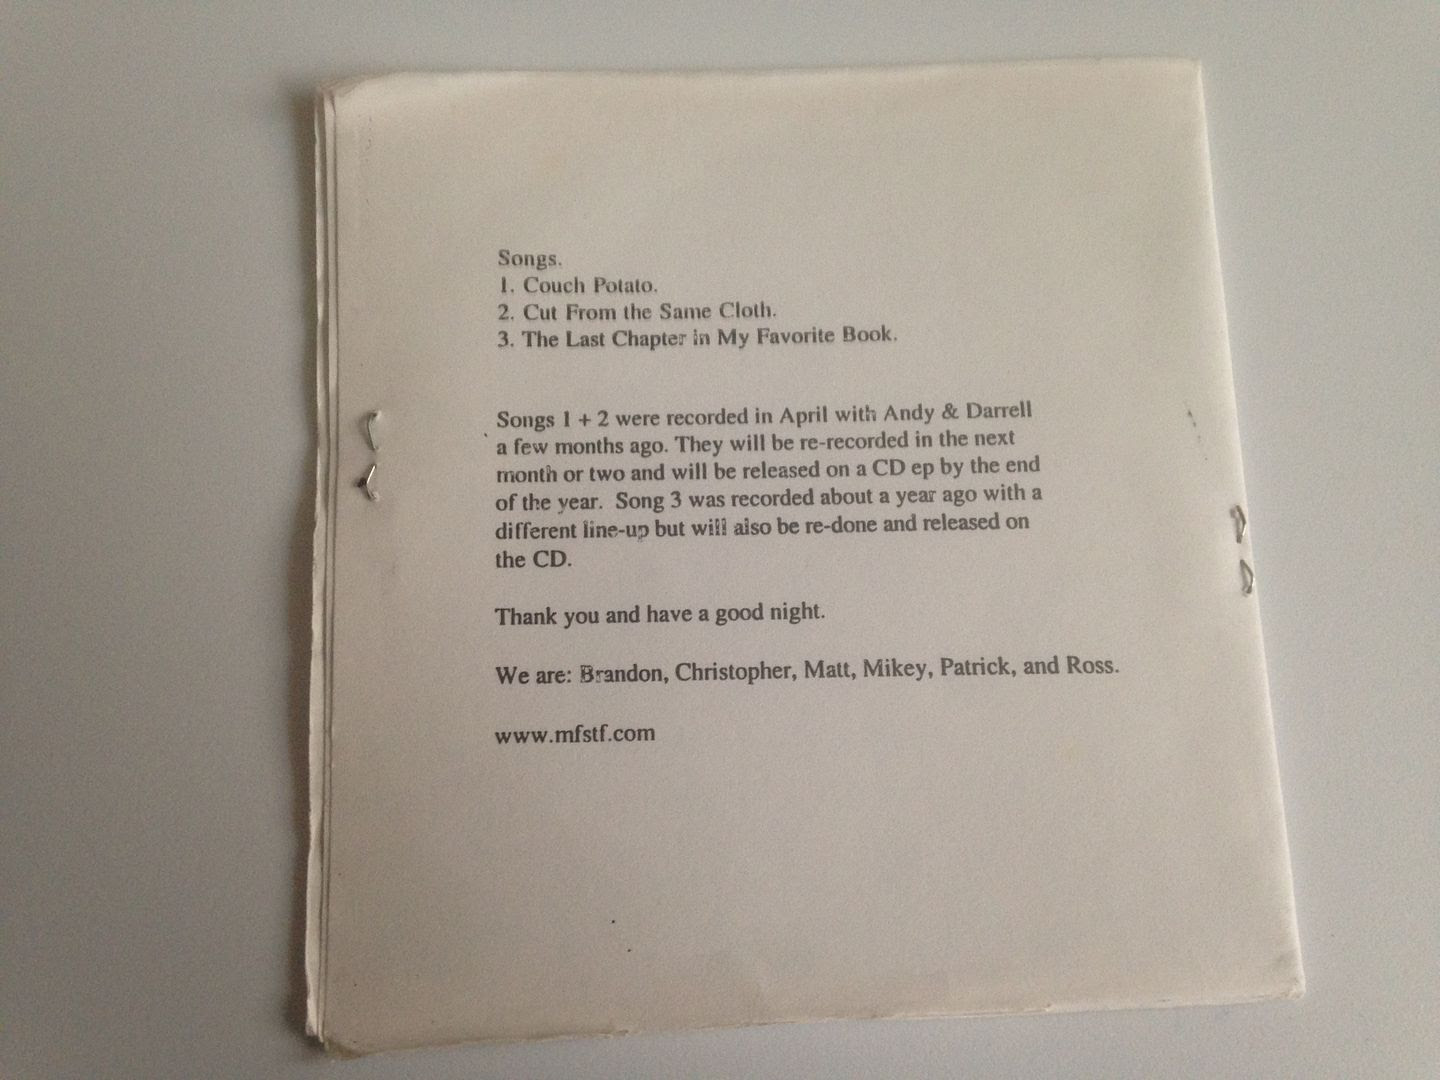 Songs.
1. Couch Potato.
2. Cut From the Same Cloth.
3. The Last Chapter in My Favorite Book.
Songs 1 + 2 were recorded in April with Andy & Darrell
a few months ago. They will be re-recorded in the next
month or two and will be released on a CD ep by the end
of the year. Song 3 was recorded about a year ago with a
different line-up but will also be re-done and released on
the CD.
Thank you and have a good night.
We are: Brandon, Christopher, Matt, Mikey, Patrick, and Ross.
www.mfstf.com